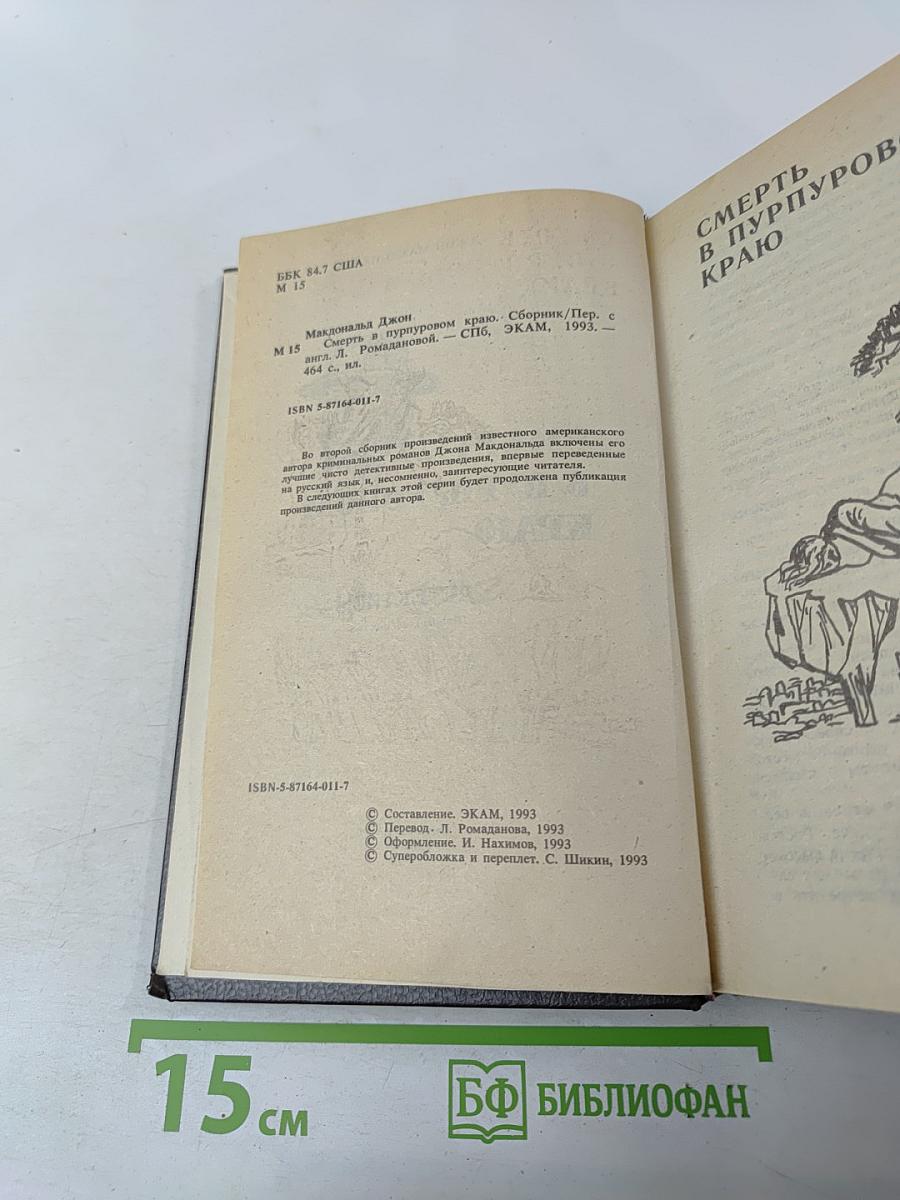 ББК 84.7 США
М 15
Макдональд Джон
М 15 Смерть в пурпуровом краю. Сборник/Пер. с
англ. Л. Ромадановой. — СПб, ЭКАМ, 1993. —
464 с., ил.
ISBN 5-87164-011-7
Во второй сборник произведений известного американского
автора криминальных романов Джона Макдональда включены его
лучшие чисто детективные произведения, впервые переведенные
на русский язык и, несомненно, заинтересующие читателя.
В следующих книгах этой серии будет продолжена публикация
произведений данного автора.
ISBN-5-87164-011-7
© Составление. ЭКАМ, 1993
© Перевод. Л. Ромаданова, 1993
© Оформление. И. Нахимов, 1993
© Суперобложка и переплет. С. Шикин, 1993
СМЕРТЬ
В ПУРПУРОВО
КРАЮ
15 см
БФ БИБЛИОФАН